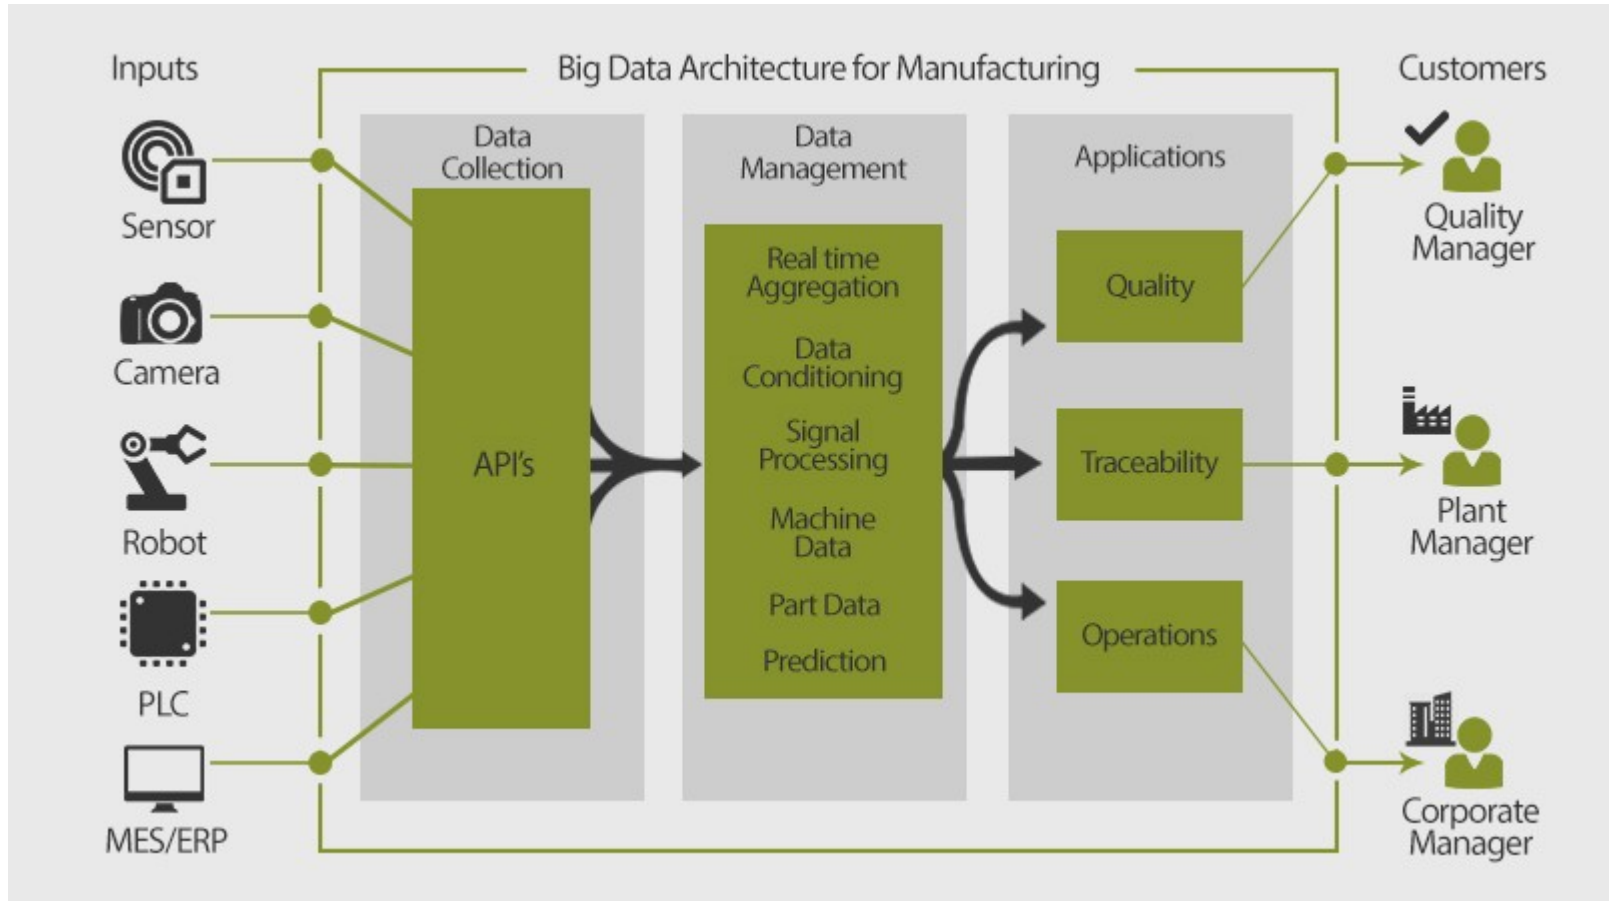 Inputs
Big Data Architecture for Manufacturing
Customers
Sensor
Camera
Robot
PLC
MES/ERP
Data
Collection
API's
Data
Management
Real time
Aggregation
Data
Conditioning
Signal
Processing
Machine
Data
Part Data
Prediction
Applications
Quality
Traceability
Operations
Quality
Manager
Plant
Manager
Corporate
Manager